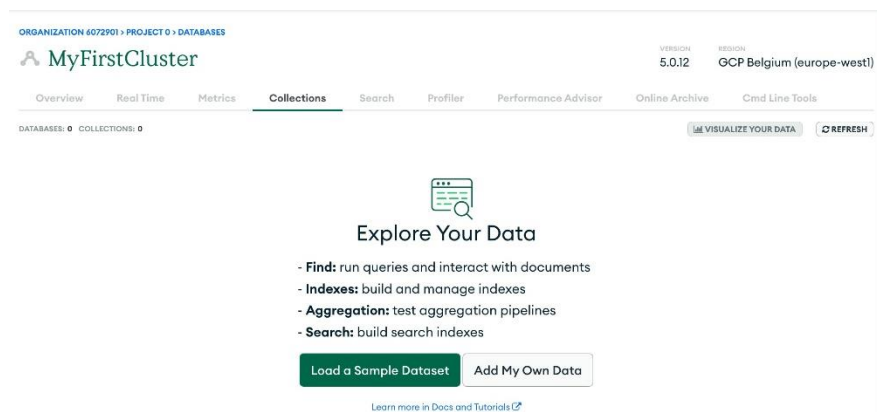 ORGANIZATION 6072901 > PROJECT 0 > DATABASES
MyFirstCluster
VERSION REGION
5.0.12 GCP Belgium (europe-west1)
Overview Real Time Metrics Collections Search Profiler Performance Advisor Online Archive Cmd Line Tools
DATABASES: 0 COLLECTIONS: 0 VISUALIZE YOUR DATA REFRESH
Explore Your Data
- Find: run queries and interact with documents
- Indexes: build and manage indexes
- Aggregation: test aggregation pipelines
- Search: build search indexes
Load a Sample Dataset Add My Own Data
Learn more in Docs and Tutorials